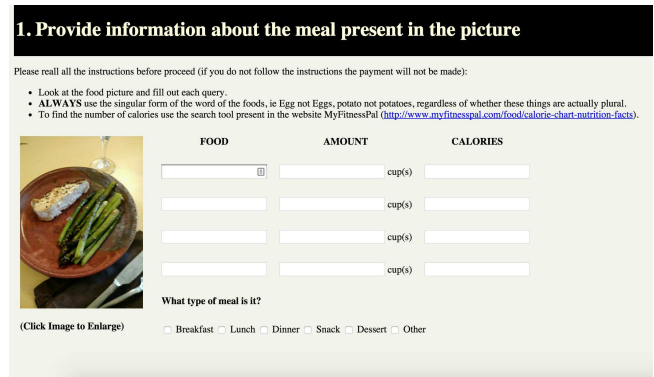 1. Provide information about the meal present in the picture
Please reall all the instructions before proceed (if you do not follow the instructions the payment will not be made):
• Look at the food picture and fill out each query.
• ALWAYS use the singular form of the word of the foods, ie Egg not Eggs, potato not potatoes, regardless of whether these things are actually plural.
• To find the number of calories use the search tool present in the website MyFitnessPal (http://www.myfitnesspal.com/food/calorie-chart-nutrition-facts).
FOOD AMOUNT CALORIES
cup(s)
cup(s)
cup(s)
cup(s)
What type of meal is it?
(Click Image to Enlarge)
Breakfast Lunch Dinner Snack Dessert Other